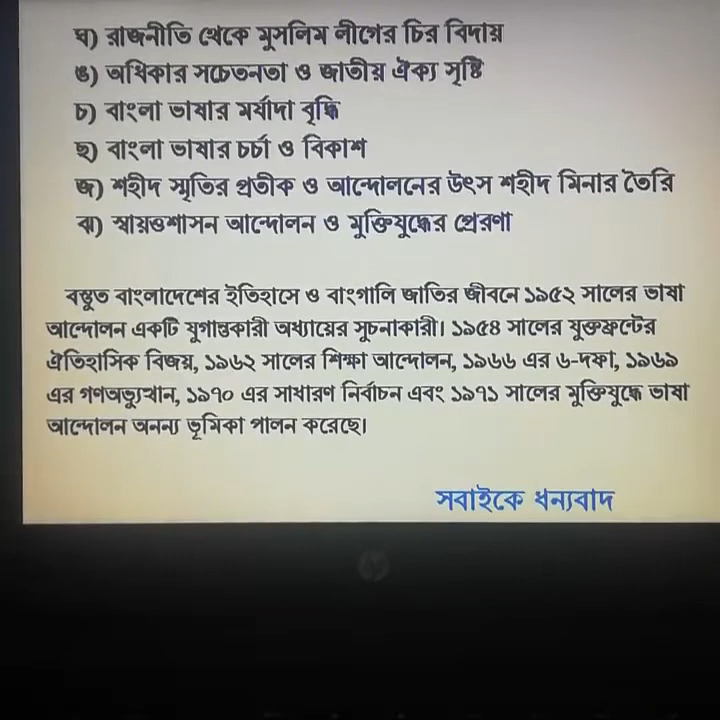 ঘ) রাজনীতি থেকে মুসলিম লীগের চির বিদায়
ঙ) অধিকার সচেতনতা ও জাতীয় ঐক্য সৃষ্টি
চ) বাংলা ভাষার মর্যাদা বৃদ্ধি
ছ) বাংলা ভাষার চর্চা ও বিকাশ
জ) শহীদ স্মৃতির প্রতীক ও আন্দোলনের উৎস শহীদ মিনার তৈরি
ঝ) স্বায়ত্তশাসন আন্দোলন ও মুক্তিযুদ্ধের প্রেরণা
বস্তুত বাংলাদেশের ইতিহাসে ও বাংগালি জাতির জীবনে ১৯৫২ সালের ভাষা
আন্দোলন একটি যুগান্তকারী অধ্যায়ের সূচনাকারী। ১৯৫৪ সালের যুক্তফ্রন্টের
ঐতিহাসিক বিজয়, ১৯৬২ সালের শিক্ষা আন্দোলন, ১৯৬৬ এর ৬-দফা, ১৯৬৯
এর গণঅভ্যুত্থান, ১৯৭০ এর সাধারণ নির্বাচন এবং ১৯৭১ সালের মুক্তিযুদ্ধে ভাষা
আন্দোলন অনন্য ভূমিকা পালন করেছে।
সবাইকে ধন্যবাদ